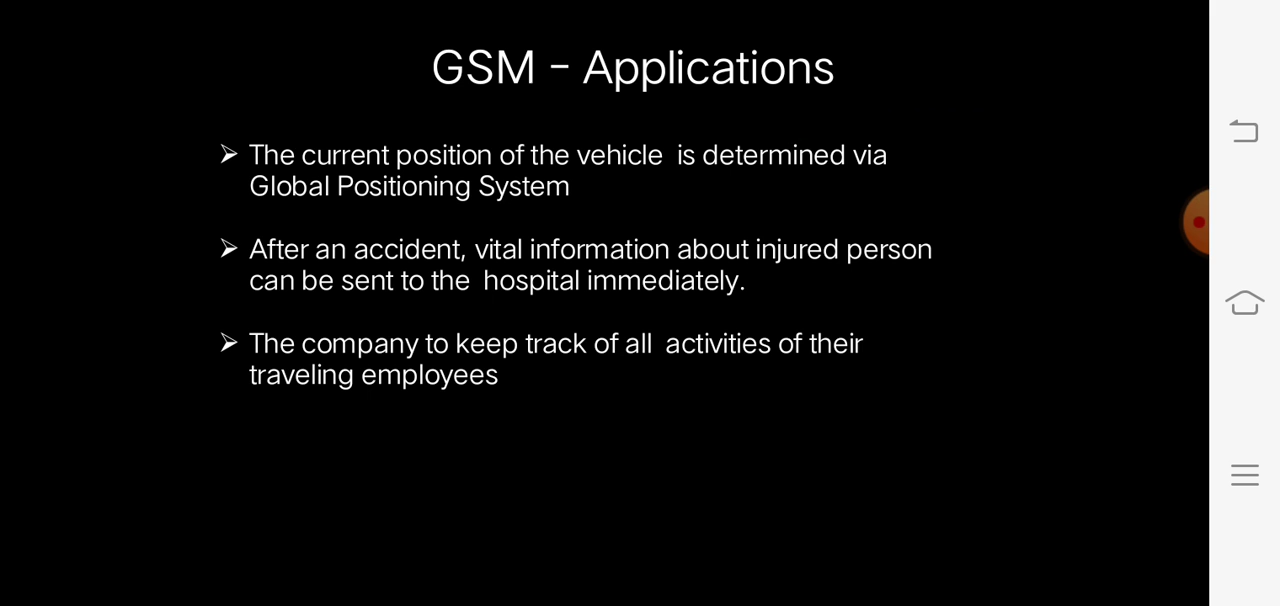 GSM - Applications
➢ The current position of the vehicle is determined via
Global Positioning System
➢ After an accident, vital information about injured person
can be sent to the hospital immediately.
➢ The company to keep track of all activities of their
traveling employees